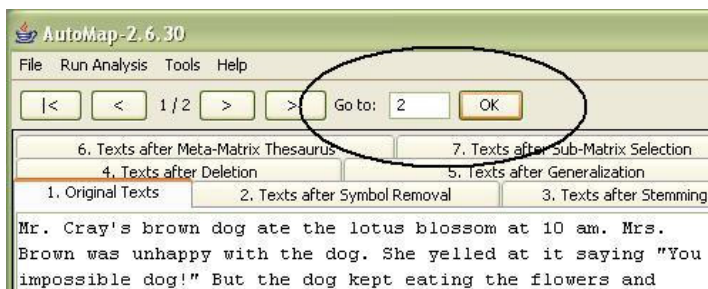 AutoMap-2.6.30
File Run Analysis Tools Help
|< < 1 / 2 > > Go to: 2 OK
6. Texts after Meta-Matrix Thesaurus 7. Texts after Sub-Matrix Selection
4. Texts after Deletion 5. Texts after Generalization
1. Original Texts 2. Texts after Symbol Removal 3. Texts after Stemming
Mr. Cray's brown dog ate the lotus blossom at 10 am. Mrs.
Brown was unhappy with the dog. She yelled at it saying "You
impossible dog!" But the dog kept eating the flowers and